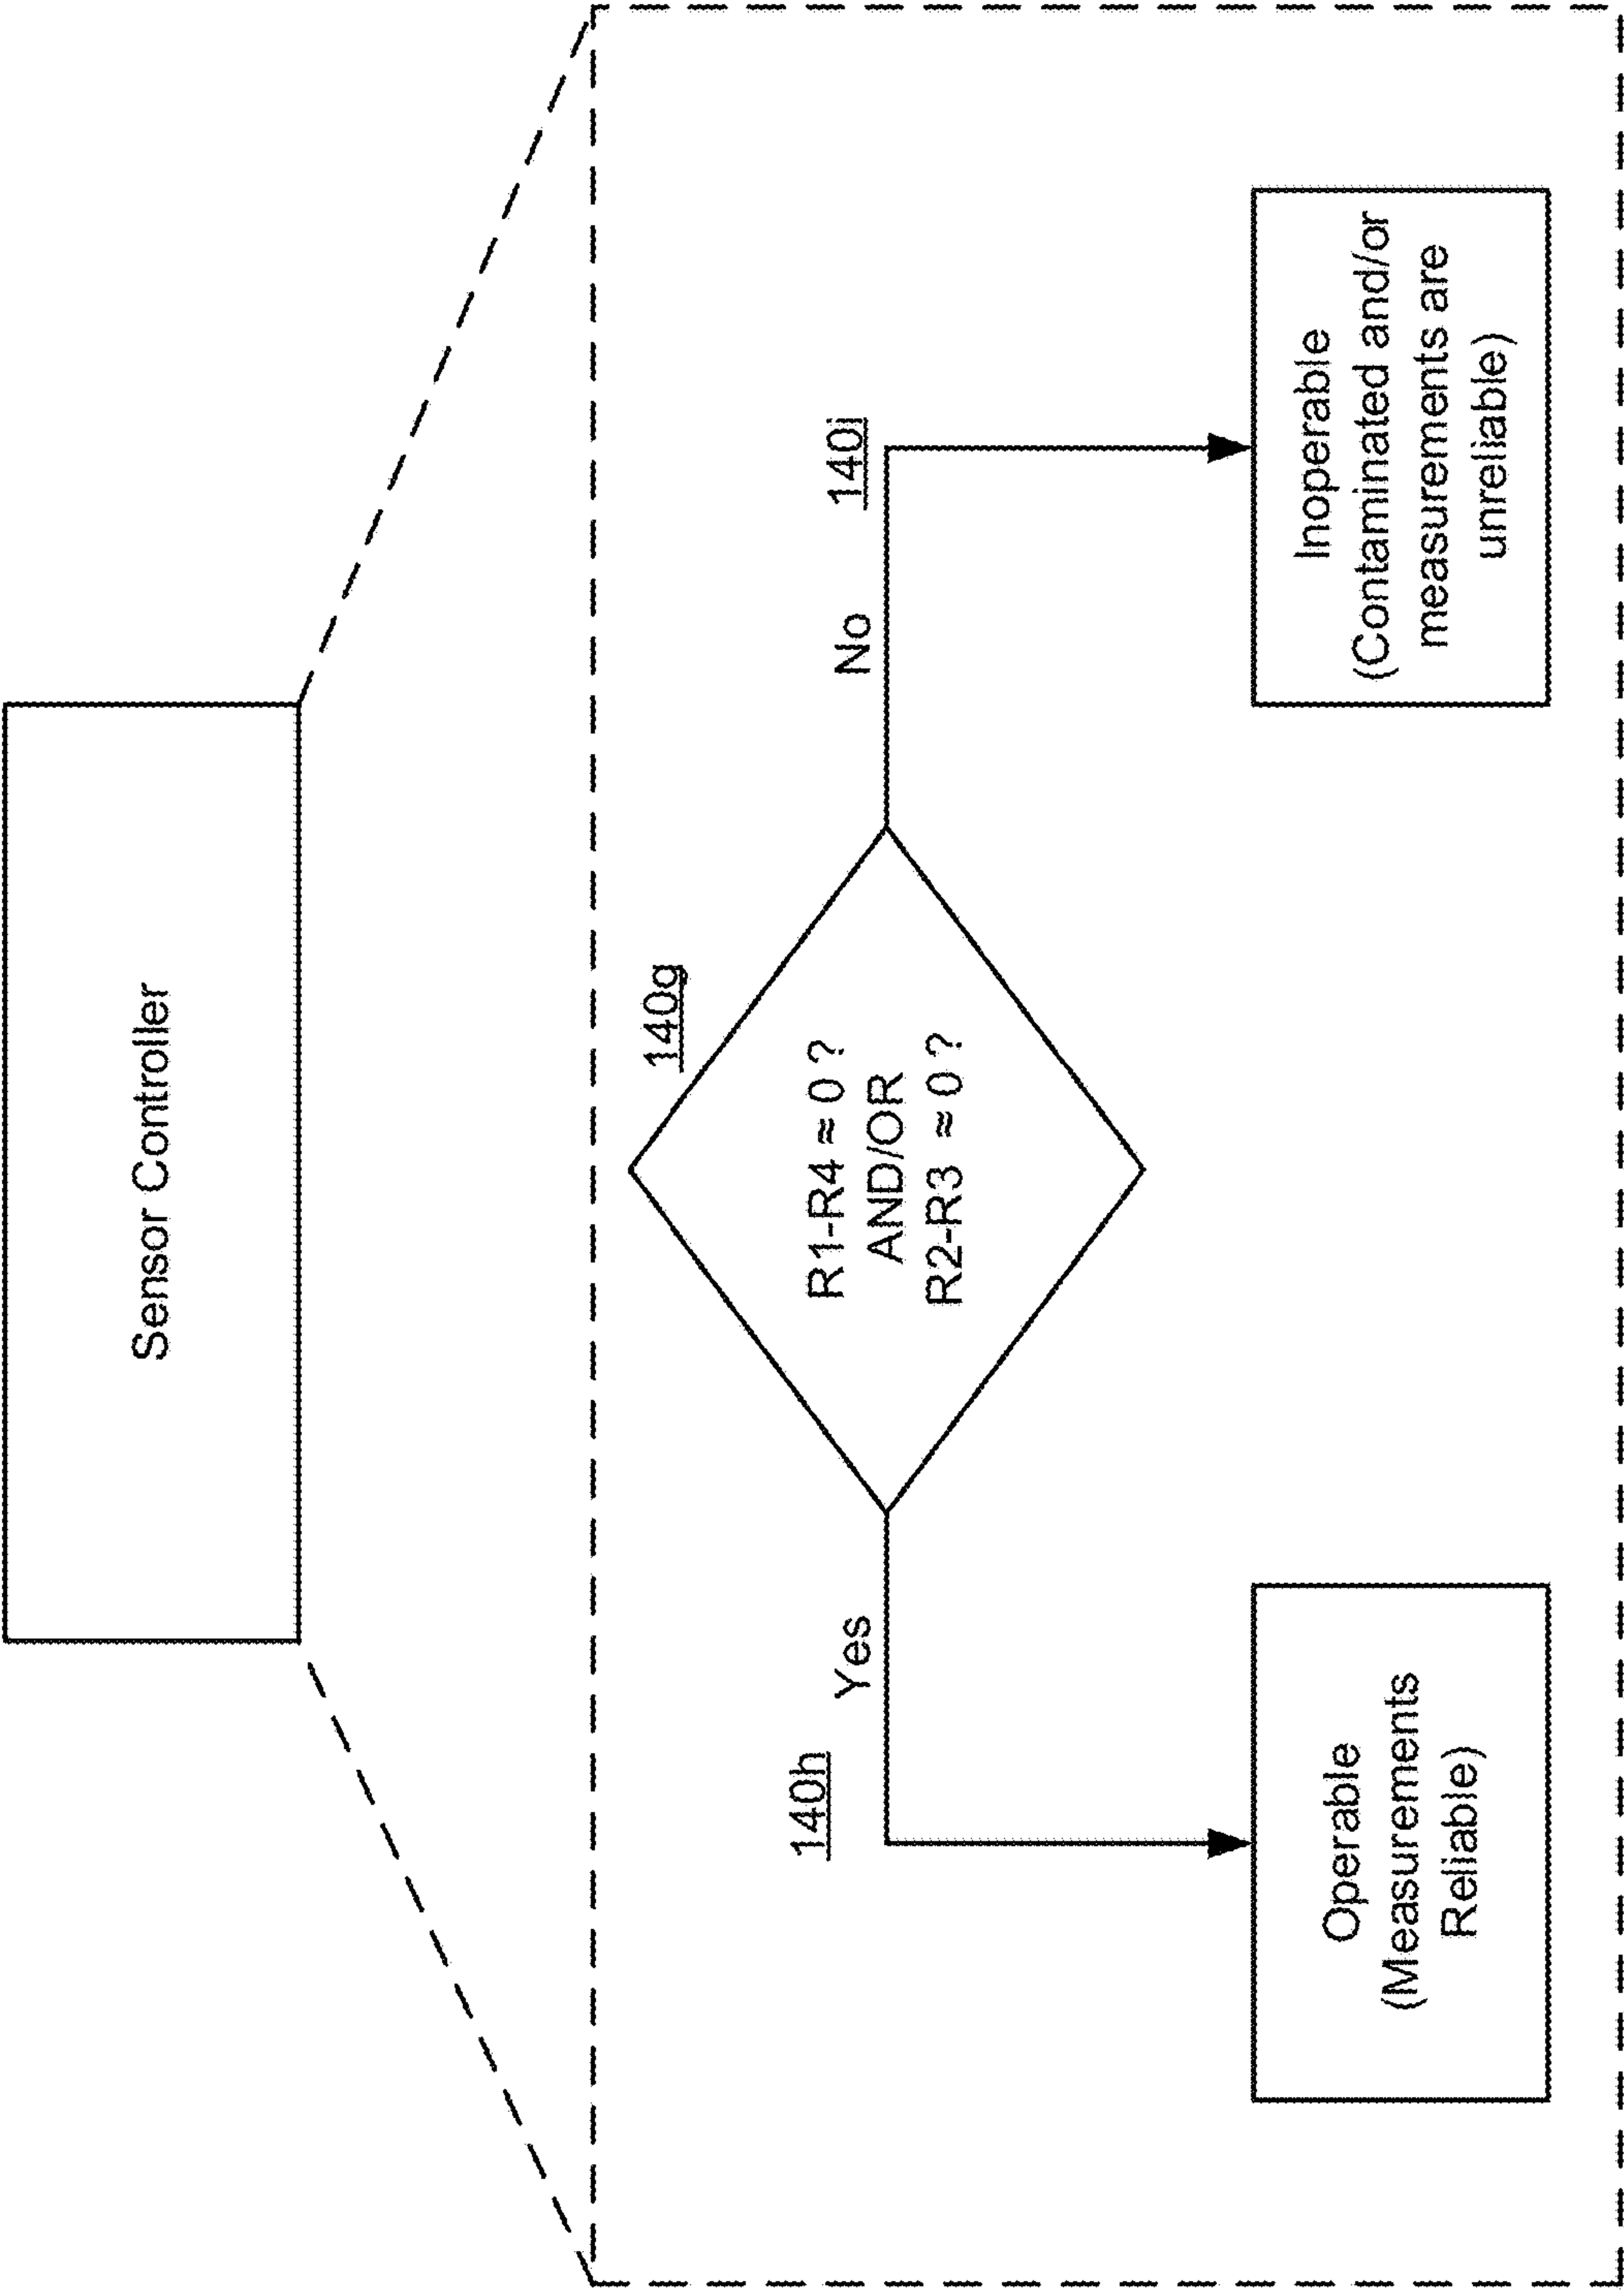 Sensor Controller
140g
R1-R4 ≈ 0 ?
AND/OR
R2-R3 ≈ 0 ?
140h
Yes
No
140i
Operable
(Measurements
Reliable)
Inoperable
(Contaminated and/or
measurements are
unreliable)